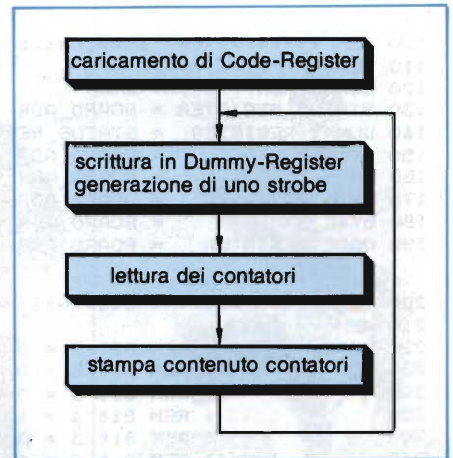 caricamento di Code-Register
scrittura in Dummy-Register
generazione di uno strobe
lettura dei contatori
stampa contenuto contatori